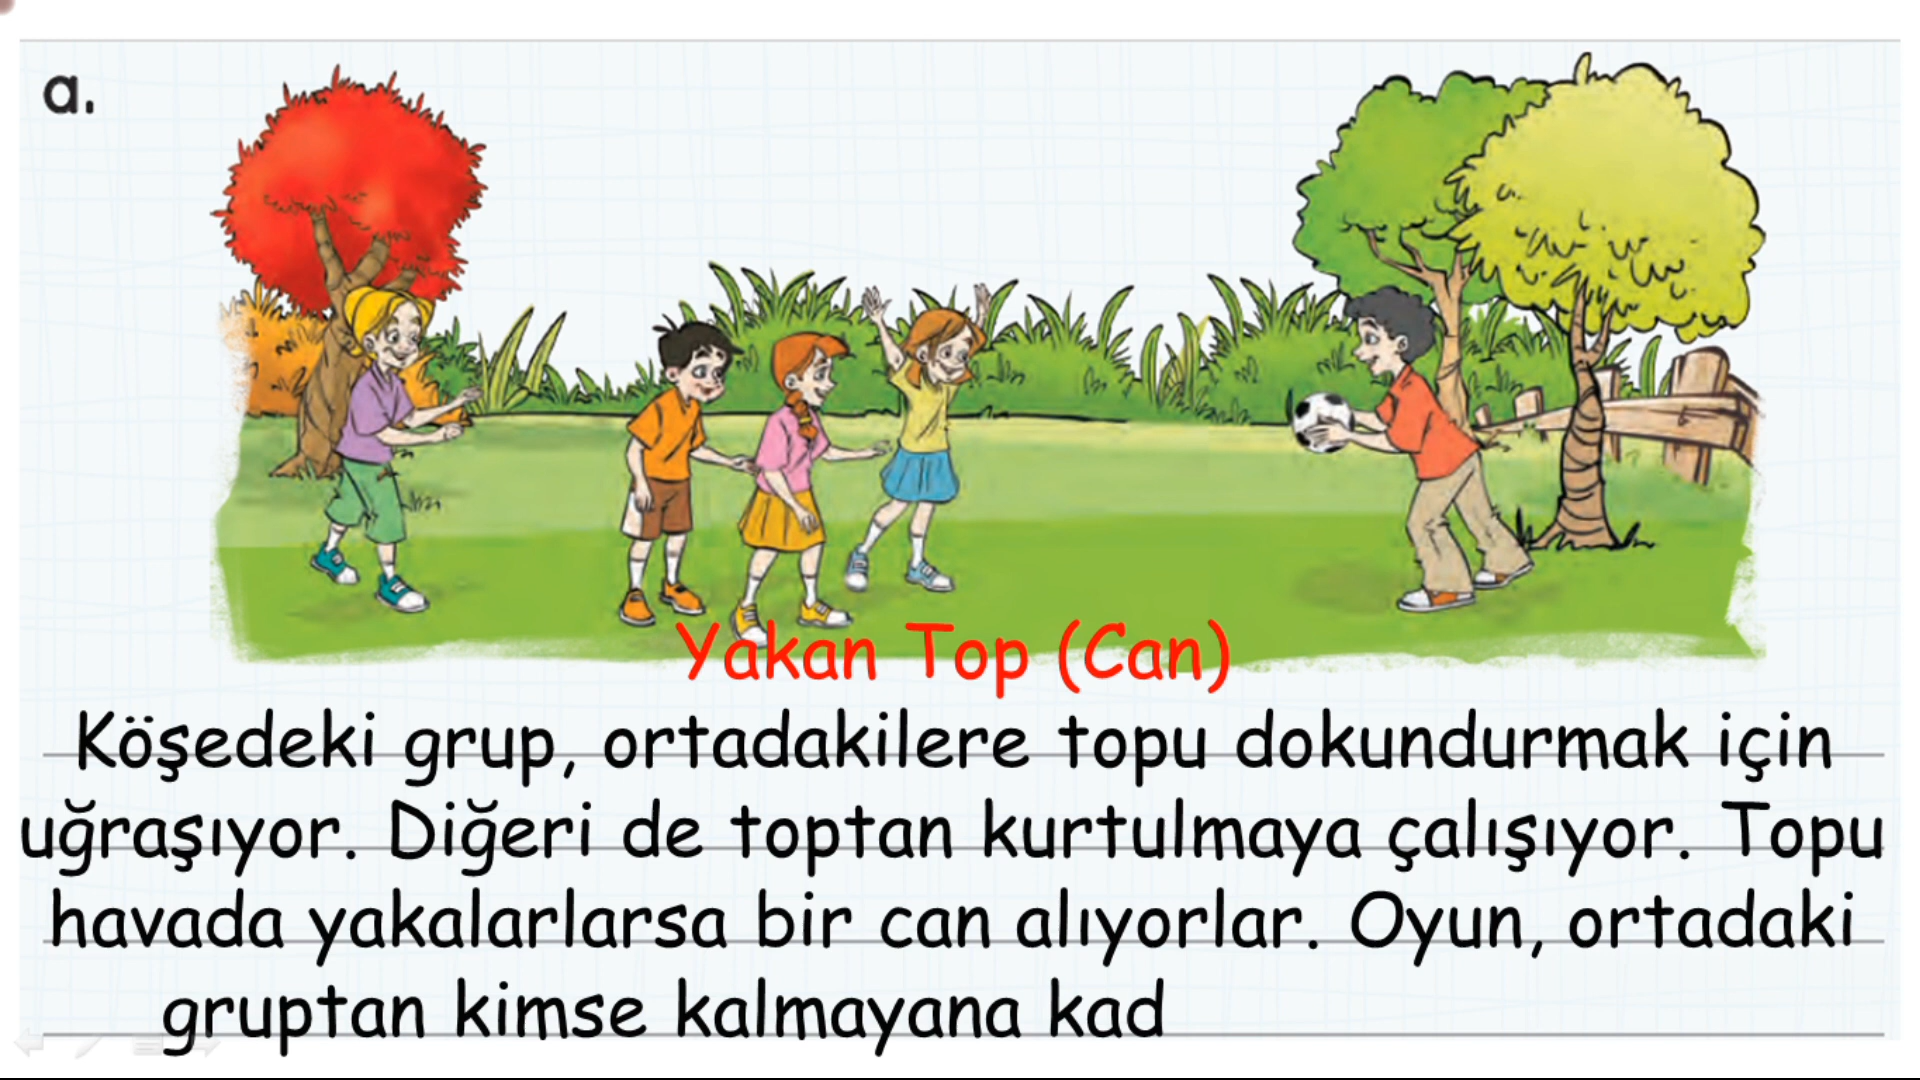 a.
Yakan Top (Can)
Köşedeki grup, ortadakilere topu dokundurmak için
uğraşıyor. Diğeri de toptan kurtulmaya çalışıyor. Topu
havada yakalarlarsa bir can alıyorlar. Oyun, ortadaki
gruptan kimse kalmayana kad